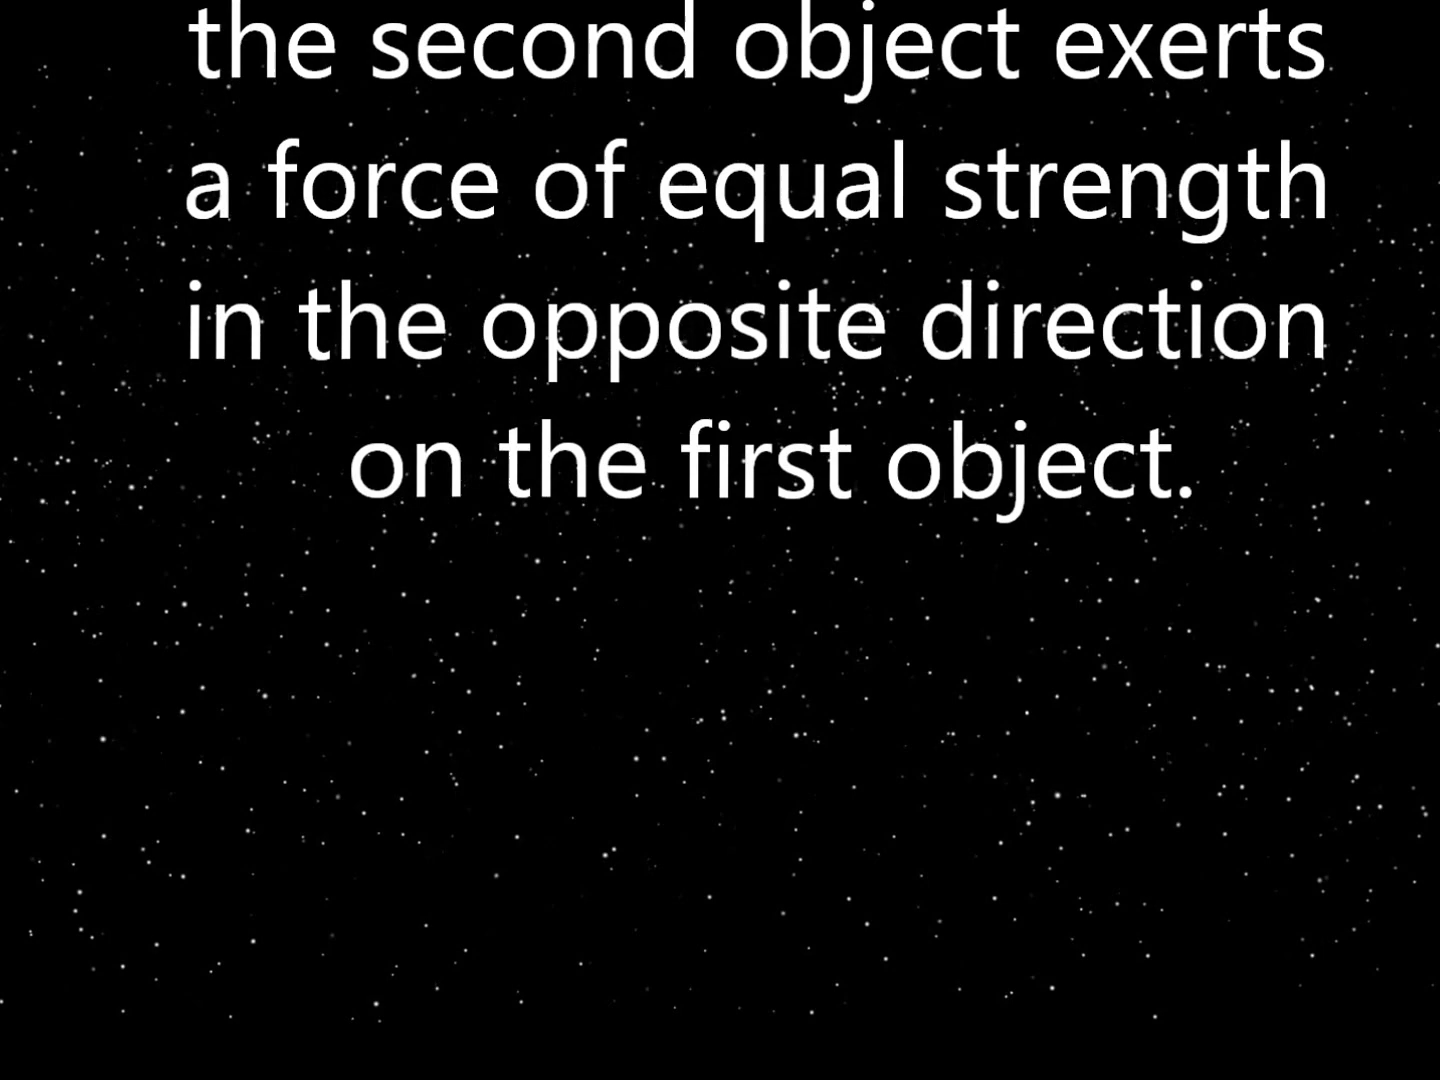 the second object exerts
a force of equal strength
in the opposite direction
on the first object.